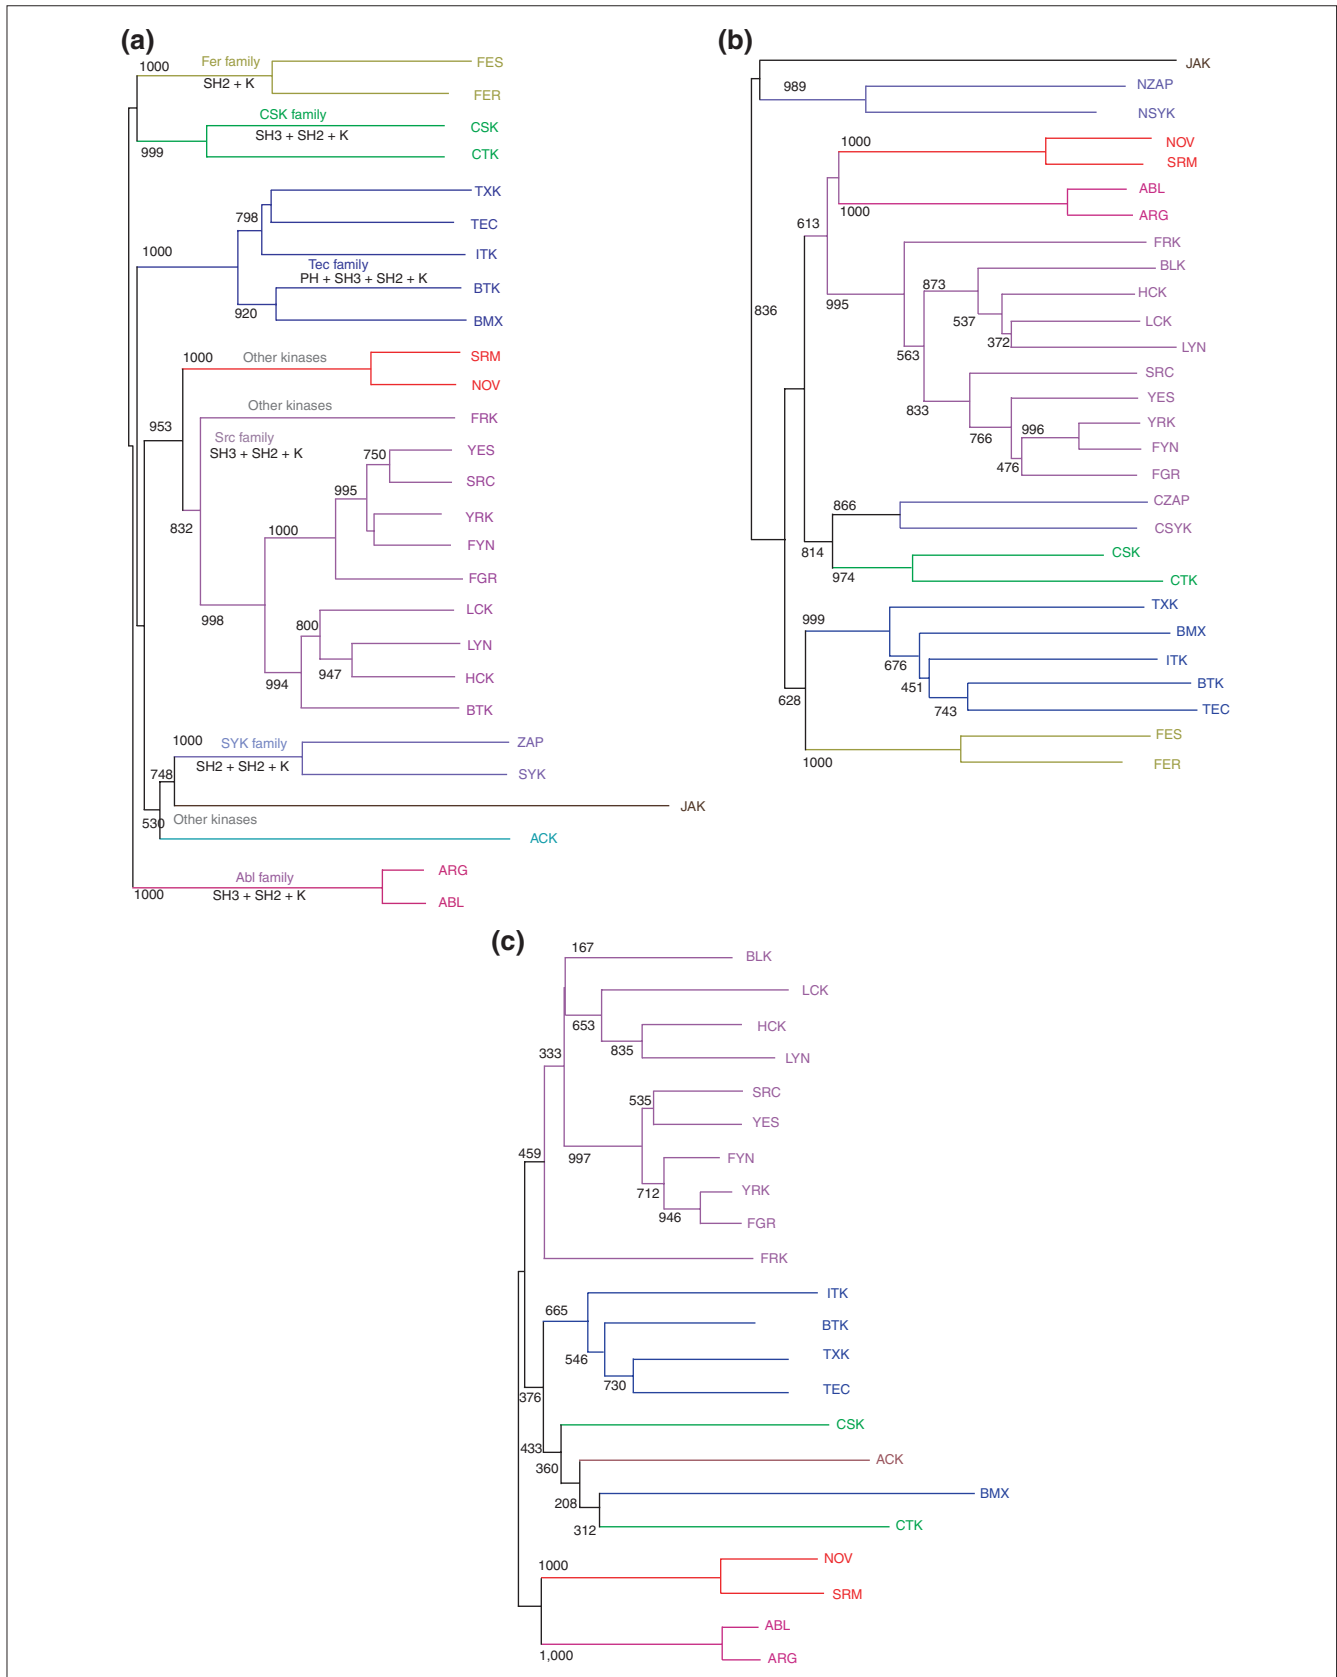 (a)
1000
Fer family
SH2 + K
FES
FER
CSK family
SH3 + SH2 + K
999
CSK
CTK
TXK
798
TEC
1000
ITK
Tec family
PH + SH3 + SH2 + K
BTK
920
BMX
1000
Other kinases
SRM
NOV
Other kinases
FRK
953
Src family
SH3 + SH2 + K
750
YES
995
SRC
YRK
832
1000
FYN
FGR
998
800
LCK
LYN
947
HCK
994
BTK
1000
SYK family
SH2 + SH2 + K
ZAP
748
SYK
JAK
530
Other kinases
ACK
Abl family
1000
SH3 + SH2 + K
ARG
ABL
(b)
JAK
989
NZAP
NSYK
1000
NOV
SRM
ABL
1000
ARG
613
FRK
873
BLK
995
HCK
836
537
LCK
372
LYN
563
SRC
833
YES
766
996
YRK
FYN
476
FGR
866
CZAP
CSYK
814
CSK
974
CTK
999
TXK
BMX
676
ITK
451
BTK
628
743
TEC
FES
1000
FER
(c)
167
BLK
LCK
653
HCK
333
835
LYN
535
SRC
YES
459
997
FYN
712
YRK
946
FGR
FRK
ITK
665
BTK
546
TXK
730
TEC
376
CSK
433
360
ACK
208
BMX
312
CTK
1000
NOV
SRM
ABL
1,000
ARG